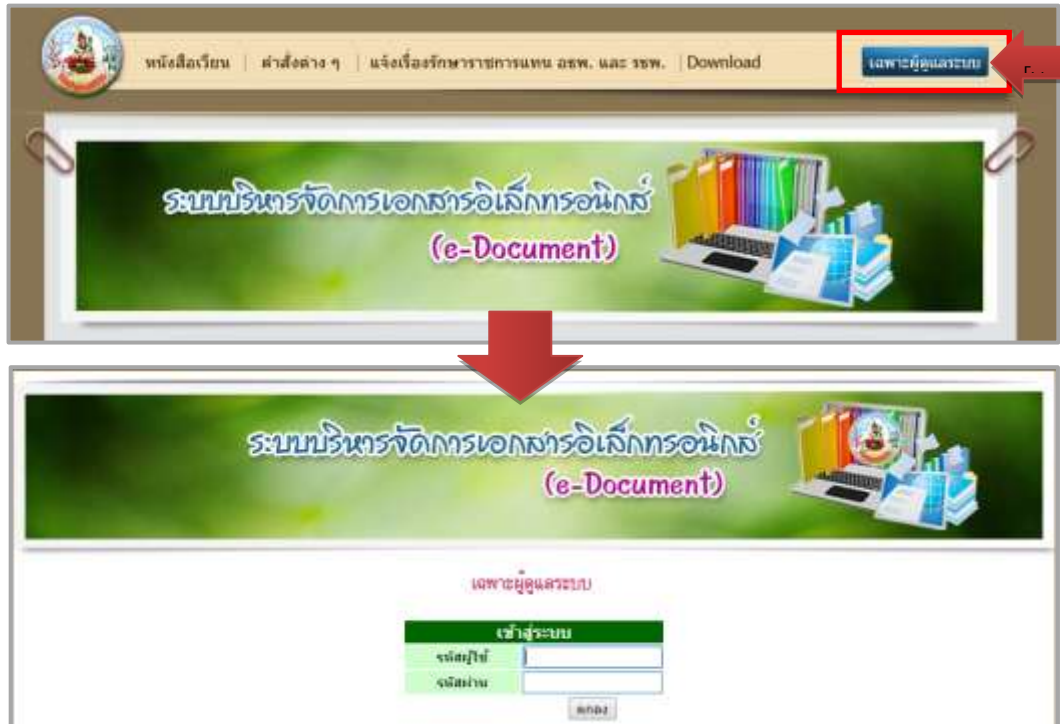 หนังสือเวียน | คำสั่งต่าง ๆ | แจ้งเรื่องรักษาราชการแทน อธพ. และ รธพ. | Download เฉพาะผู้ดูแลระบบ
ระบบบริหารจัดการเอกสารอิเล็กทรอนิกส์
(e-Document)
ระบบบริหารจัดการเอกสารอิเล็กทรอนิกส์
(e-Document)
เฉพาะผู้ดูแลระบบ
เข้าสู่ระบบ
รหัสผู้ใช้
รหัสผ่าน
ตกลง